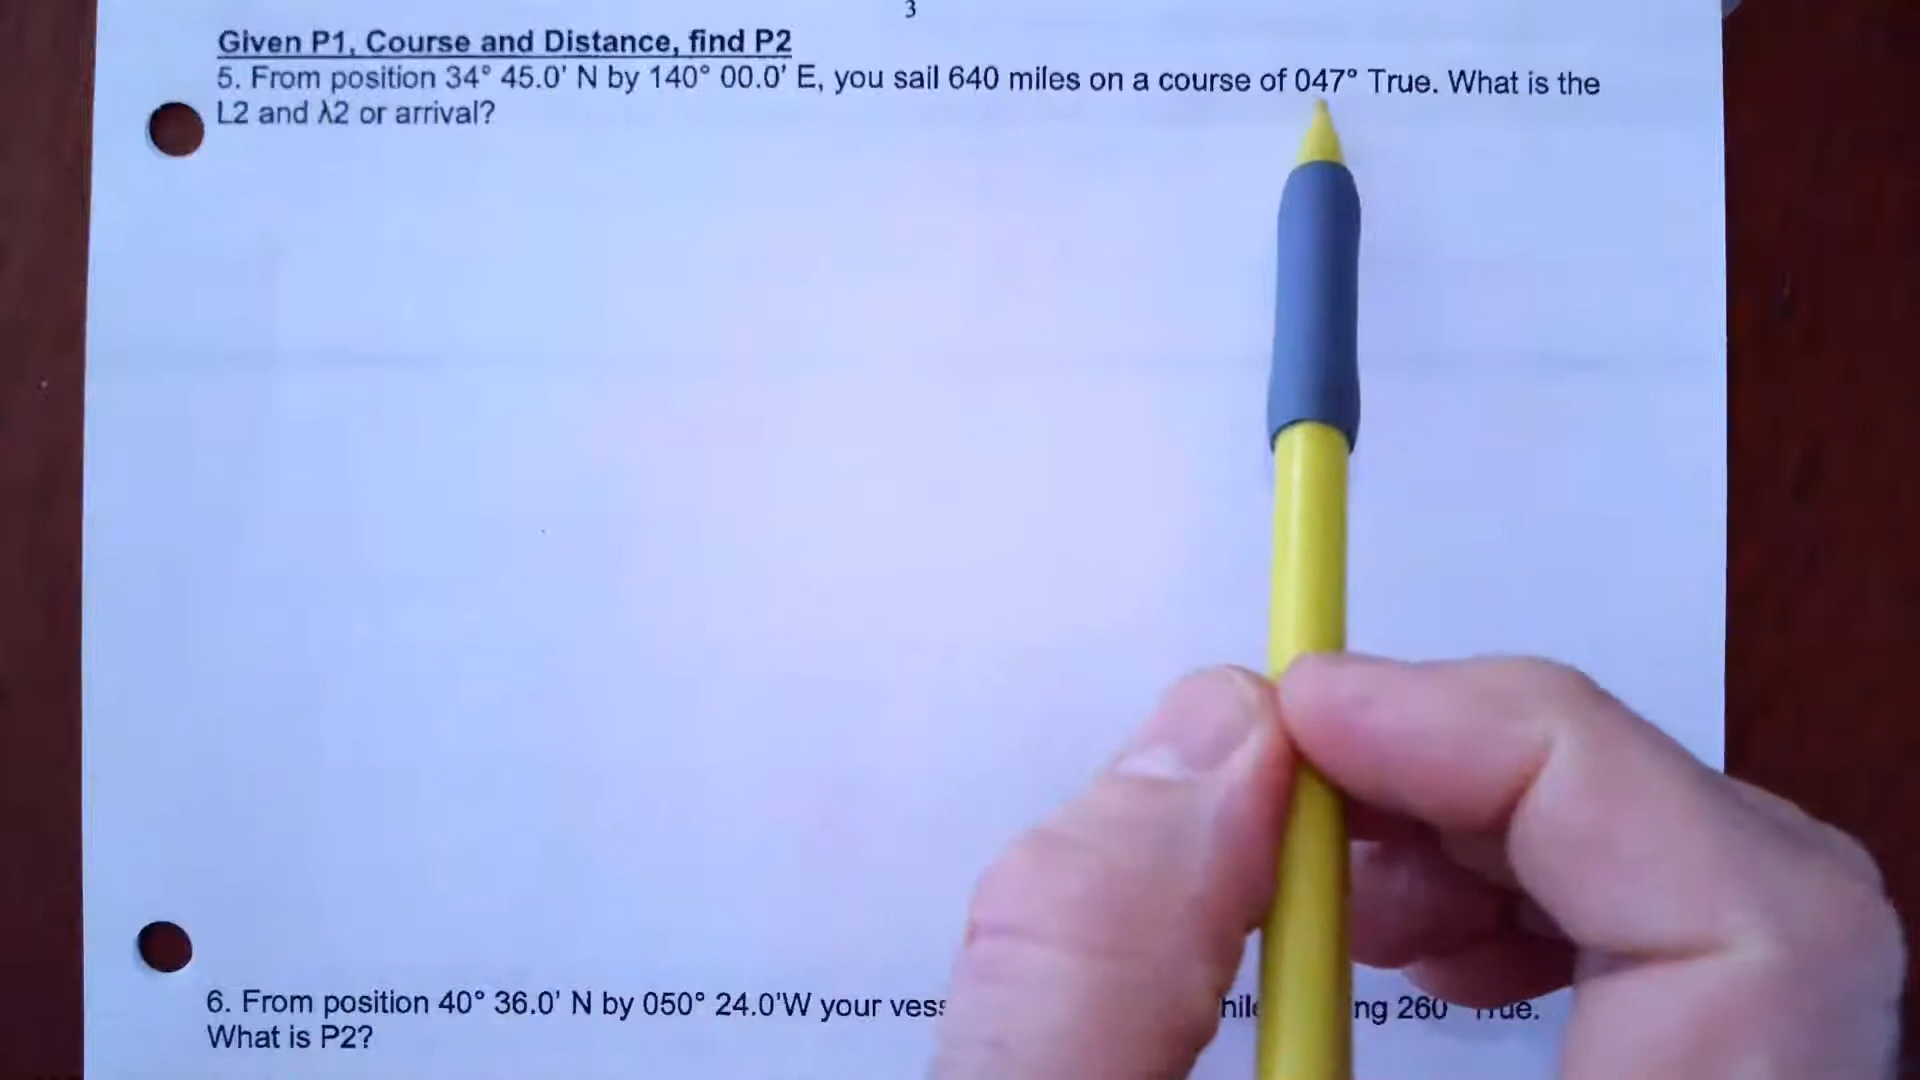 3
Given P1, Course and Distance, find P2
5. From position 34° 45.0' N by 140° 00.0' E, you sail 640 miles on a course of 047° True. What is the
L2 and λ2 or arrival?
6. From position 40° 36.0' N by 050° 24.0'W your 260
What is P2?